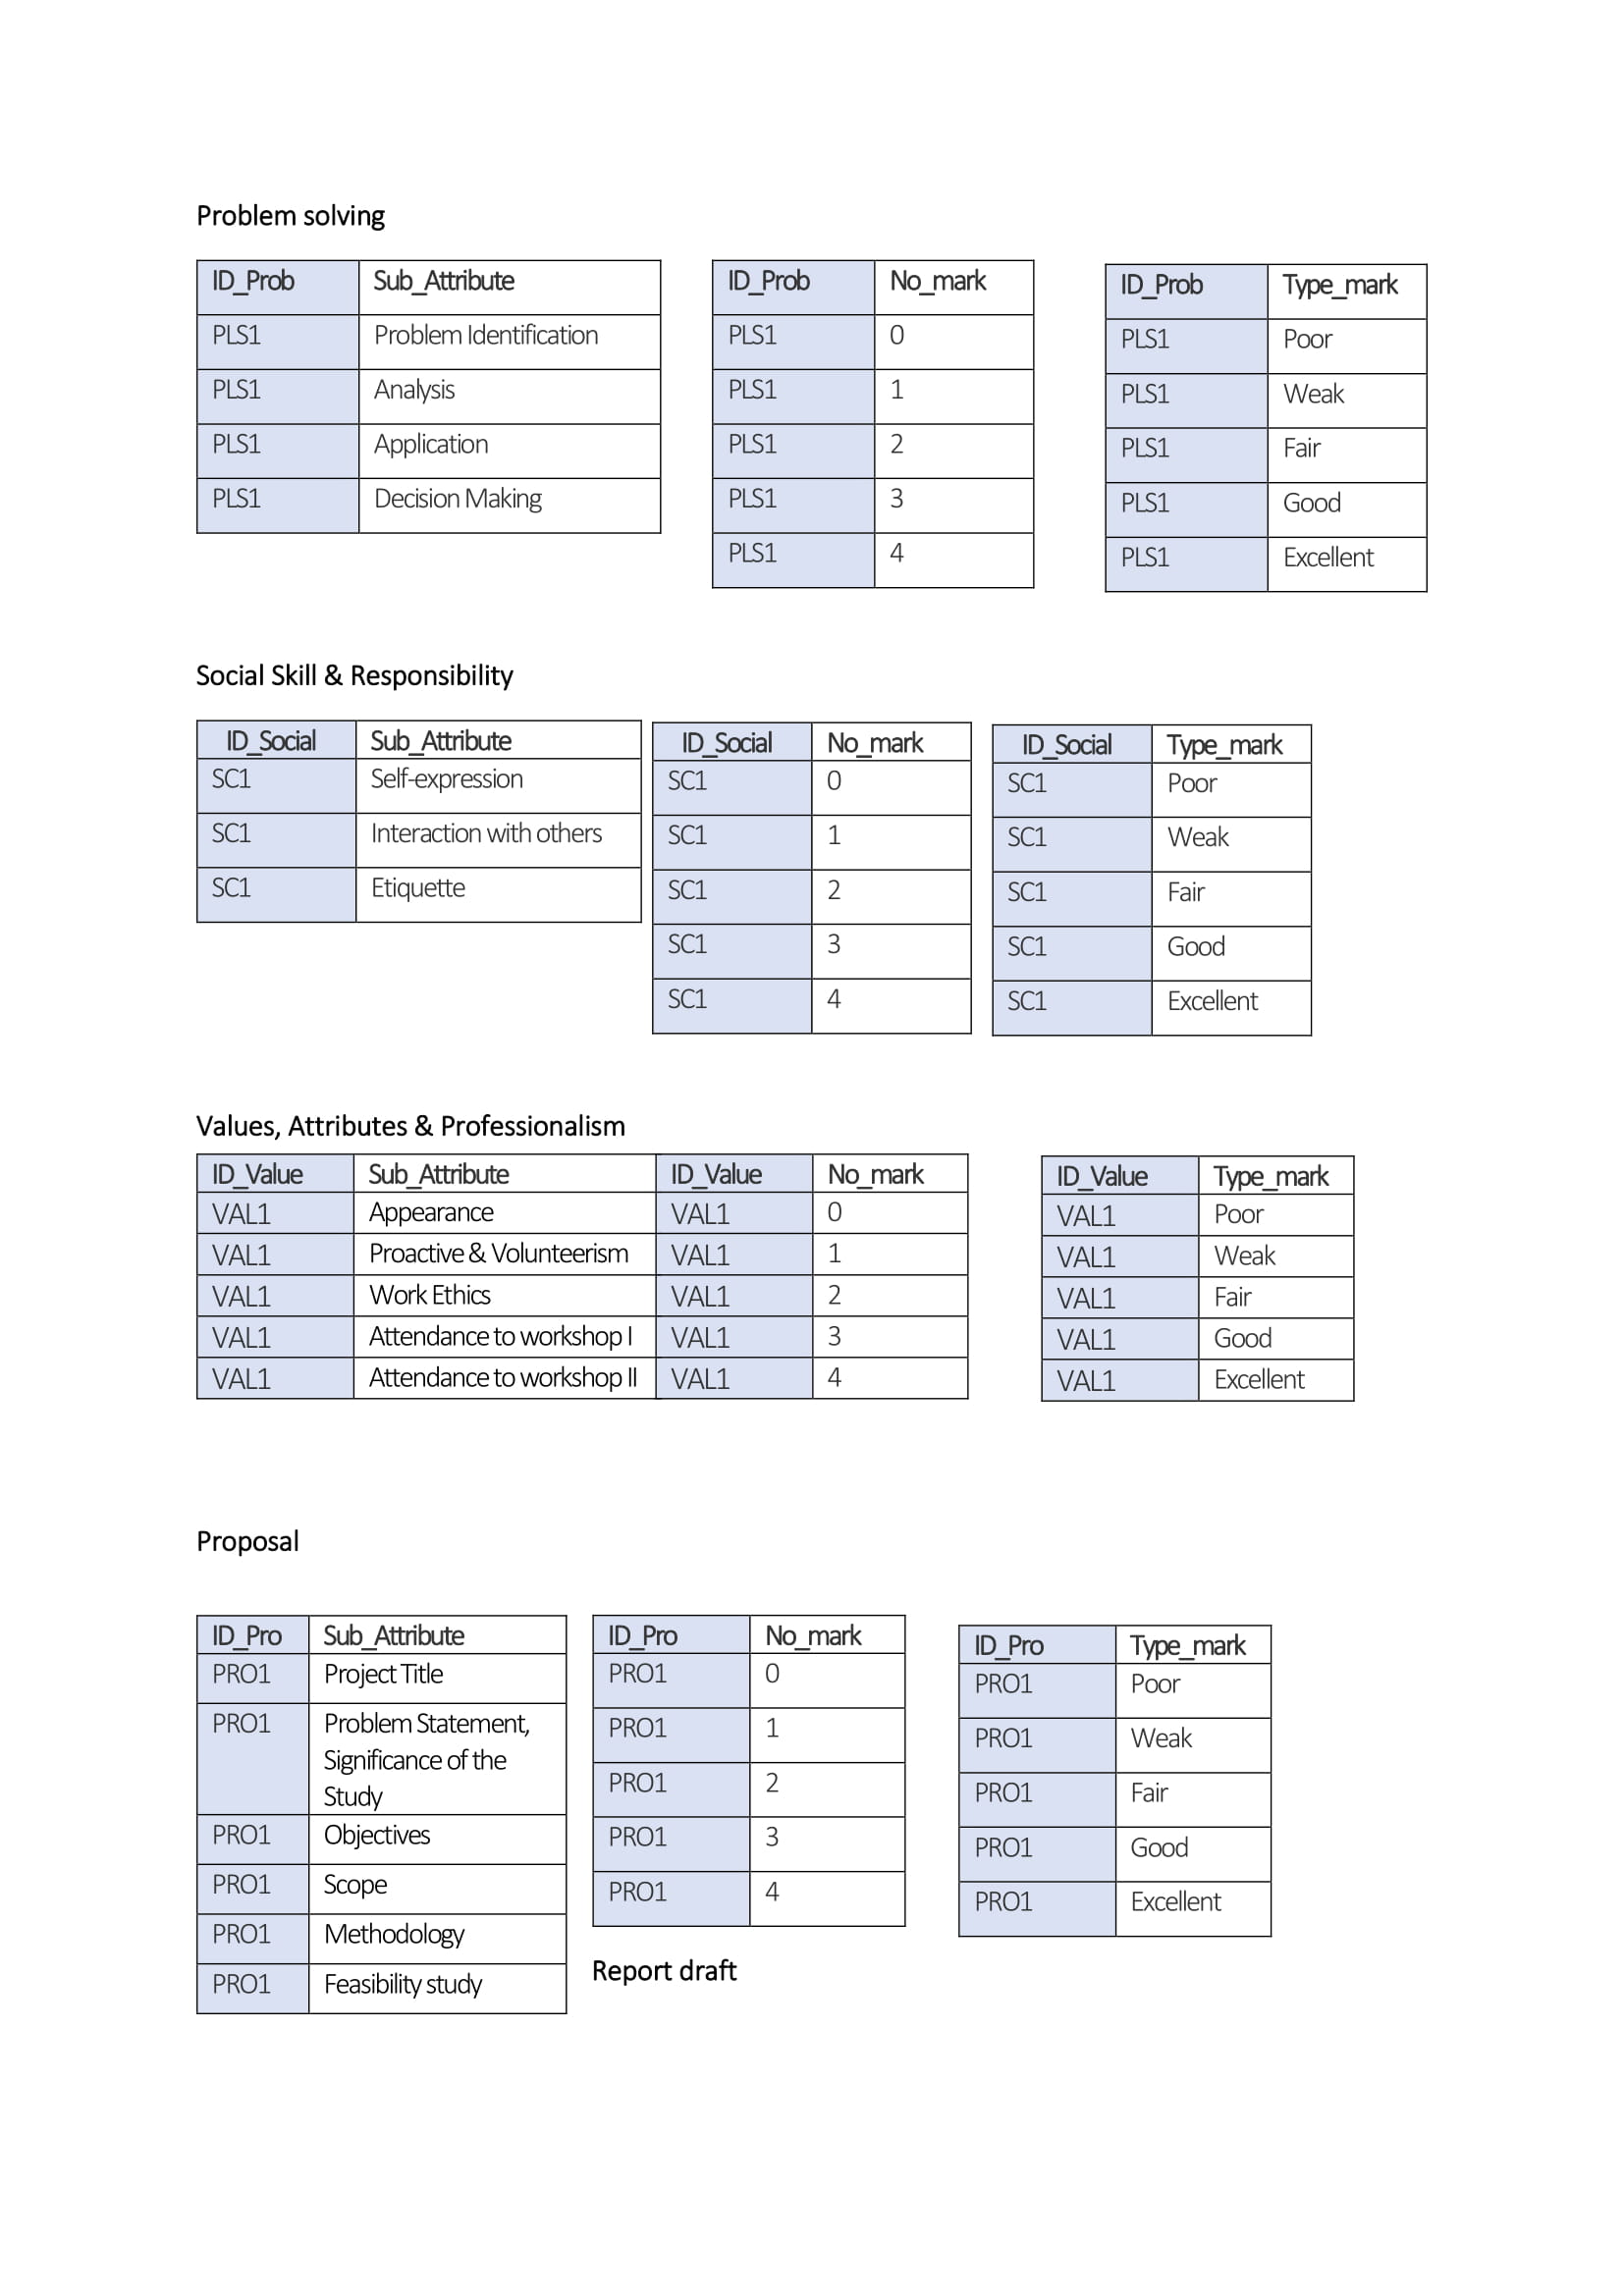 Problem solving
ID_Prob Sub_Attribute
PLS1 Problem Identification
PLS1 Analysis
PLS1 Application
PLS1 Decision Making
ID_Prob No_mark
PLS1 0
PLS1 1
PLS1 2
PLS1 3
PLS1 4
ID_Prob Type_mark
PLS1 Poor
PLS1 Weak
PLS1 Fair
PLS1 Good
PLS1 Excellent
Social Skill & Responsibility
ID_Social Sub_Attribute
SC1 Self-expression
SC1 Interaction with others
SC1 Etiquette
ID_Social No_mark
SC1 0
SC1 1
SC1 2
SC1 3
SC1 4
ID_Social Type_mark
SC1 Poor
SC1 Weak
SC1 Fair
SC1 Good
SC1 Excellent
Values, Attributes & Professionalism
ID_Value Sub_Attribute
VAL1 Appearance
VAL1 Proactive & Volunteerism
VAL1 Work Ethics
VAL1 Attendance to workshop I
VAL1 Attendance to workshop II
ID_Value No_mark
VAL1 0
VAL1 1
VAL1 2
VAL1 3
VAL1 4
ID_Value Type_mark
VAL1 Poor
VAL1 Weak
VAL1 Fair
VAL1 Good
VAL1 Excellent
Proposal
ID_Pro Sub_Attribute
PRO1 Project Title
PRO1 Problem Statement,
Significance of the
Study
PRO1 Objectives
PRO1 Scope
PRO1 Methodology
PRO1 Feasibility study
ID_Pro No_mark
PRO1 0
PRO1 1
PRO1 2
PRO1 3
PRO1 4
ID_Pro Type_mark
PRO1 Poor
PRO1 Weak
PRO1 Fair
PRO1 Good
PRO1 Excellent
Report draft